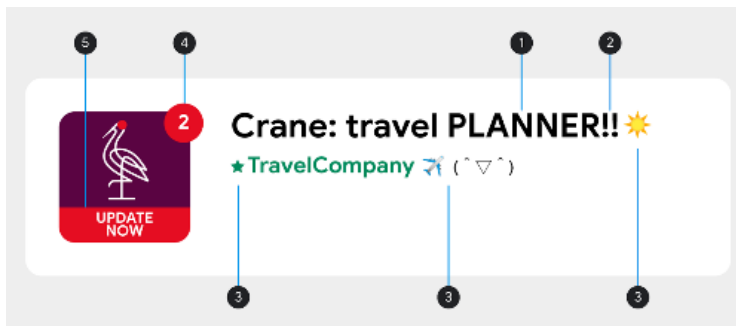 5 4 1 2
2
Crane: travel PLANNER!!☀️
★TravelCompany ✈️ (ˆ▽ˆ)
UPDATE
NOW
3 3 3